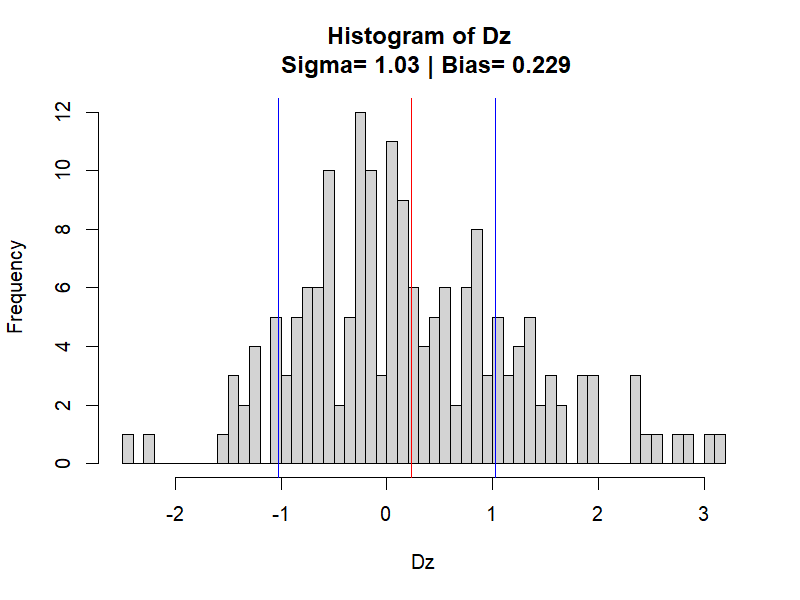 Histogram of Dz
Sigma= 1.03 | Bias= 0.229
12
10
8
6
4
2
0
Frequency
-2 -1 0 1 2 3
Dz